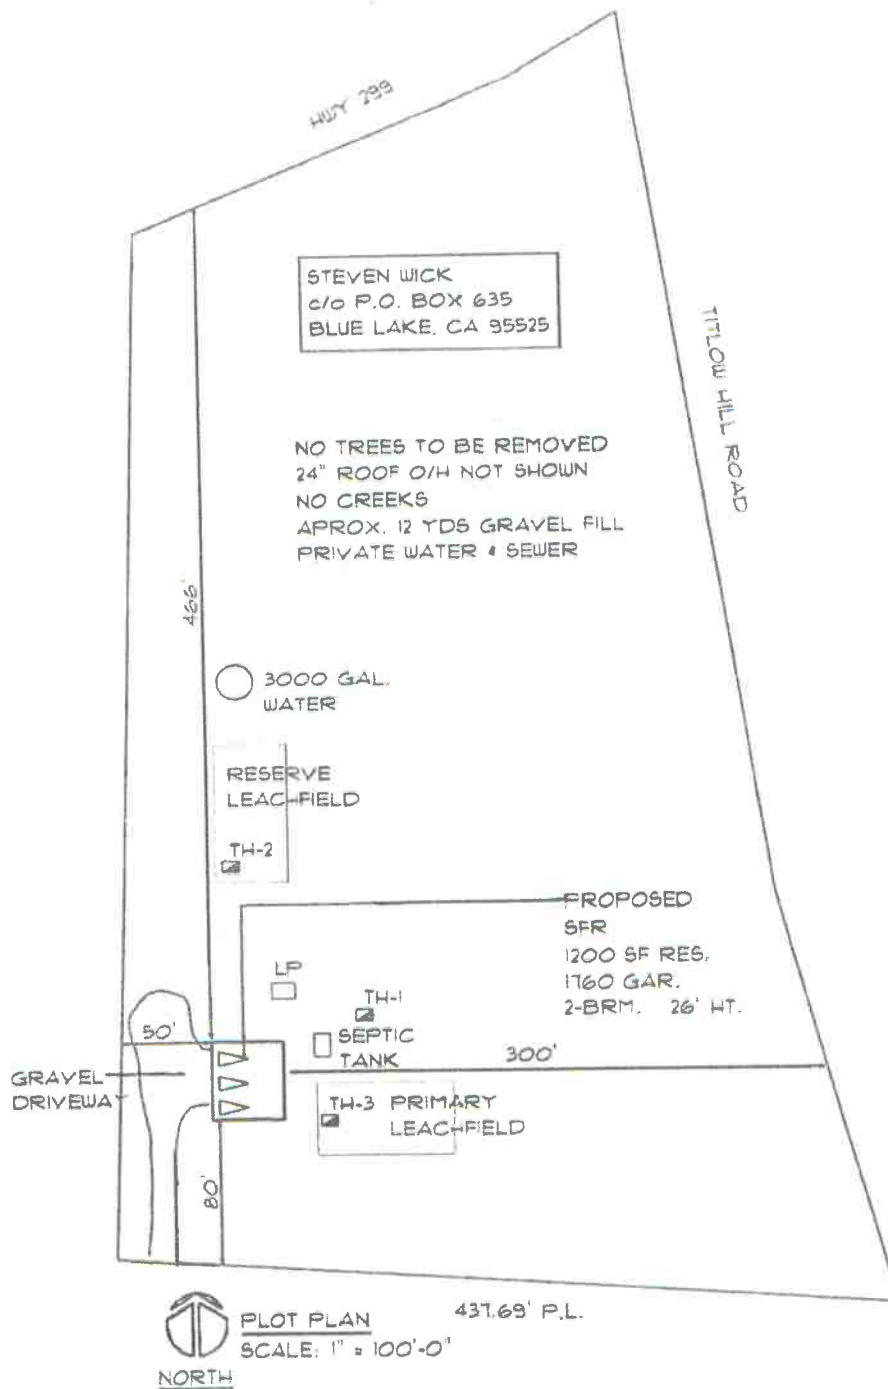 HWY 299
STEVEN WICK
c/o P.O. BOX 635
BLUE LAKE, CA 95525
TITLOW HILL ROAD
NO TREES TO BE REMOVED
24" ROOF O/H NOT SHOWN
NO CREEKS
APROX. 12 YDS GRAVEL FILL
PRIVATE WATER & SEWER
466'
3000 GAL.
WATER
RESERVE
LEACHFIELD
TH-2
PROPOSED
SFR
1200 SF RES.
1760 GAR.
2-BRM. 26' HT.
LP
TH-1
50'
SEPTIC
TANK
300'
GRAVEL
DRIVEWAY
TH-3 PRIMARY
LEACHFIELD
80'
437.69' P.L.
PLOT PLAN
SCALE: 1" = 100'-0"
NORTH